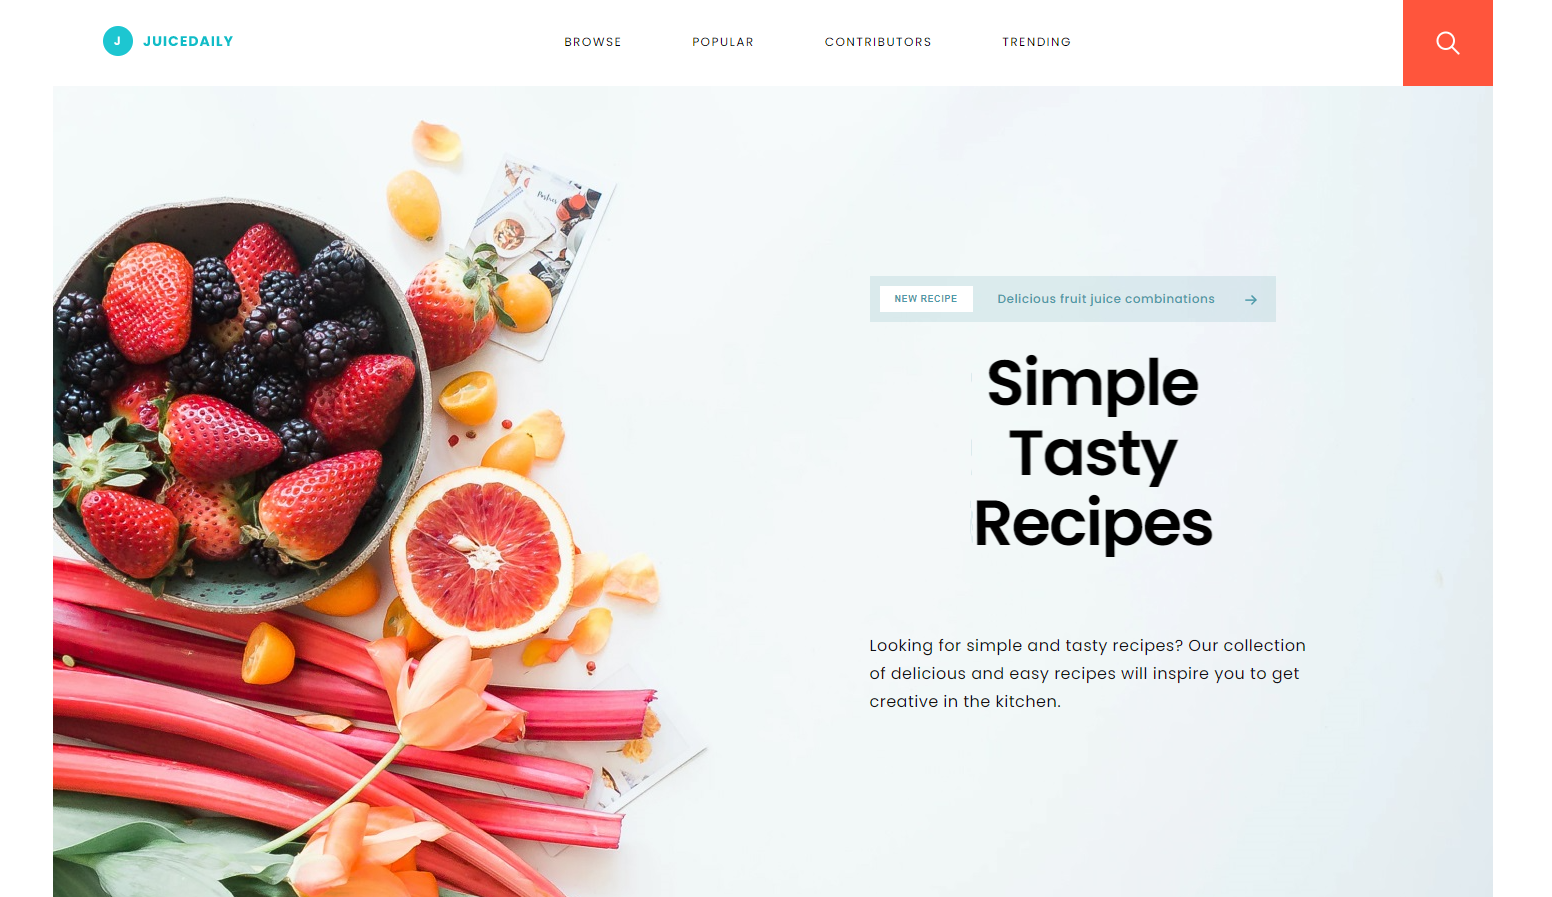 J JUICEDAILY
BROWSE POPULAR CONTRIBUTORS TRENDING
NEW RECIPE Delicious fruit juice combinations →
Simple
Tasty
Recipes
Looking for simple and tasty recipes? Our collection
of delicious and easy recipes will inspire you to get
creative in the kitchen.